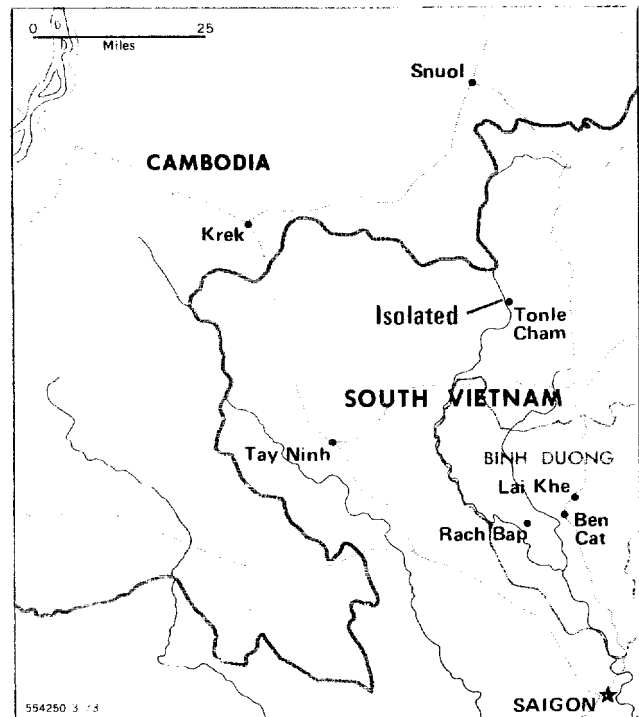 0 25
Miles
Snuol
CAMBODIA
Krek
Isolated
Tonle
Cham
SOUTH VIETNAM
Tay Ninh
BINH DUONG
Lai Khe
Ben
Cat
Rach Bap
SAIGON
554250